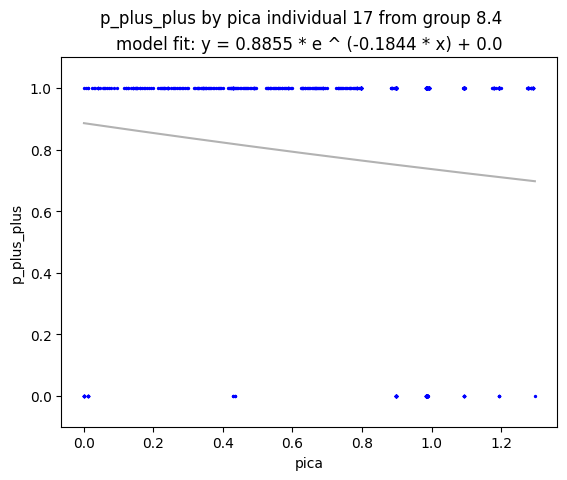 p_plus_plus by pica individual 17 from group 8.4
model fit: y = 0.8855 * e ^ (-0.1844 * x) + 0.0
1.0
0.8
0.6
0.4
0.2
0.0
p_plus_plus
0.0 0.2 0.4 0.6 0.8 1.0 1.2
pica